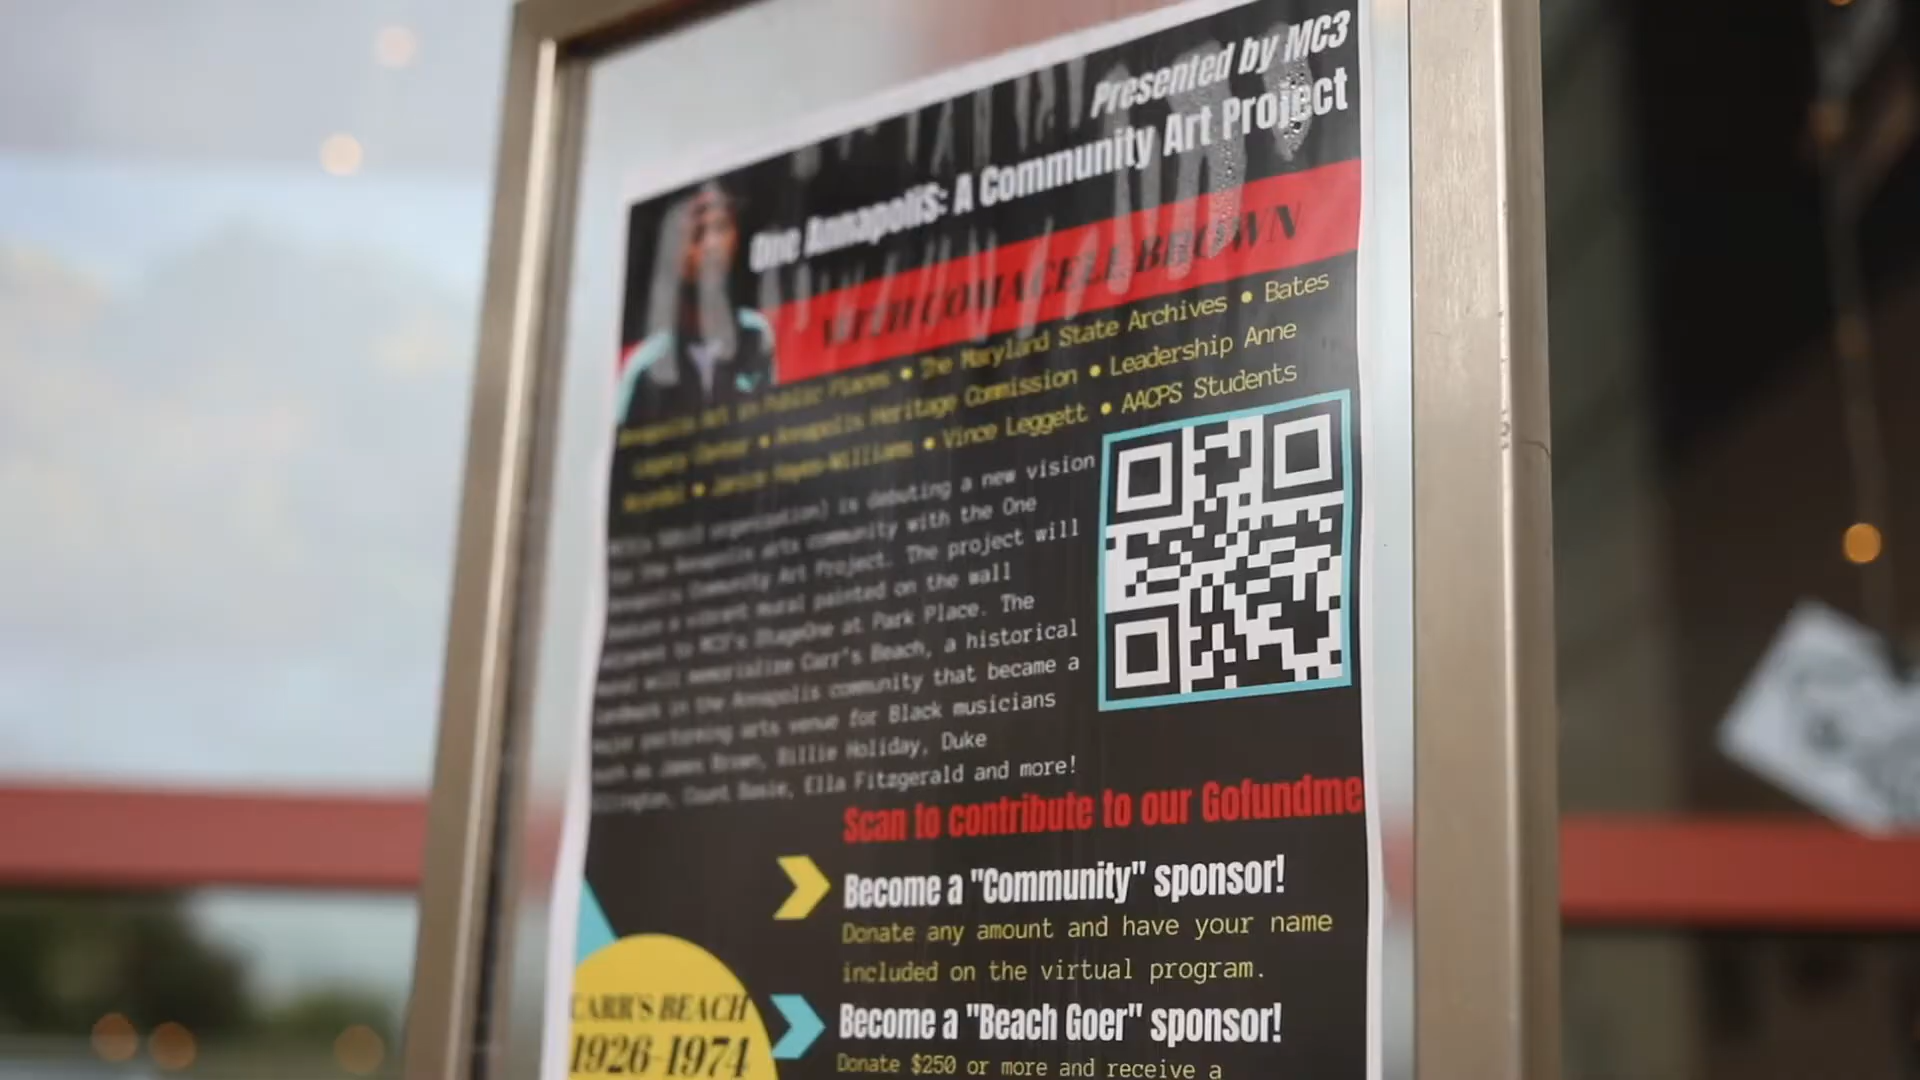 Presented by MC3
One Annapolis: A Community Art Project
WITH COMACELL BROWN
Annapolis Art in Public Places • The Maryland State Archives • Bates
Legacy Center • Annapolis Heritage Commission • Leadership Anne
Arundel • Janice Hayes-Williams • Vince Leggett • AACPS Students
MC3(a 501c3 organization) is debuting a new vision
for the Annapolis arts community with the One
Annapolis Community Art Project. The project will
feature a vibrant mural painted on the wall
adjacent to MC3's StageOne at Park Place. The
mural will memorialize Carr's Beach, a historical
landmark in the Annapolis community that became a
major performing arts venue for Black musicians
such as James Brown, Billie Holiday, Duke
Ellington, Count Basie, Ella Fitzgerald and more!
Scan to contribute to our Gofundme
Become a "Community" sponsor!
Donate any amount and have your name
included on the virtual program.
CARR'S BEACH
1926-1974
Become a "Beach Goer" sponsor!
Donate $250 or more and receive a